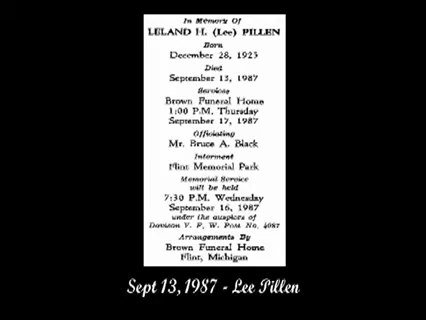 In Memory Of
LELAND H. (Lee) PILLEN
Born
December 28, 1925
Died
September 13, 1987
Services
Brown Funeral Home
1:00 P.M. Thursday
September 17, 1987
Officiating
Mr. Bruce A. Black
Interment
Flint Memorial Park
Memorial Service
will be held
7:30 P.M. Wednesday
September 16, 1987
under the auspices of
Davison V. F. W. Post No. 4087
Arrangements By
Brown Funeral Home
Flint, Michigan
Sept 13, 1987 - Lee Pillen